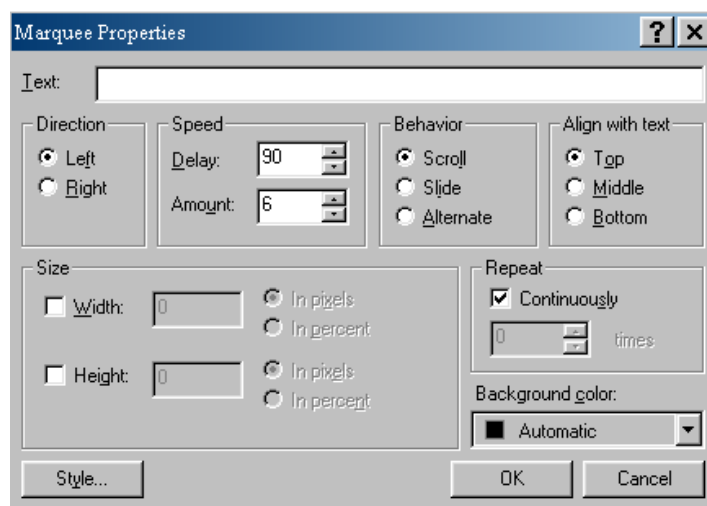 Marquee Properties
Text:
Direction
Left
Right
Speed
Delay: 90
Amount: 6
Behavior
Scroll
Slide
Alternate
Align with text
Top
Middle
Bottom
Size
Width: 0
In pixels
In percent
Height: 0
In pixels
In percent
Repeat
Continuously
0 times
Background color:
Automatic
Style...
OK
Cancel